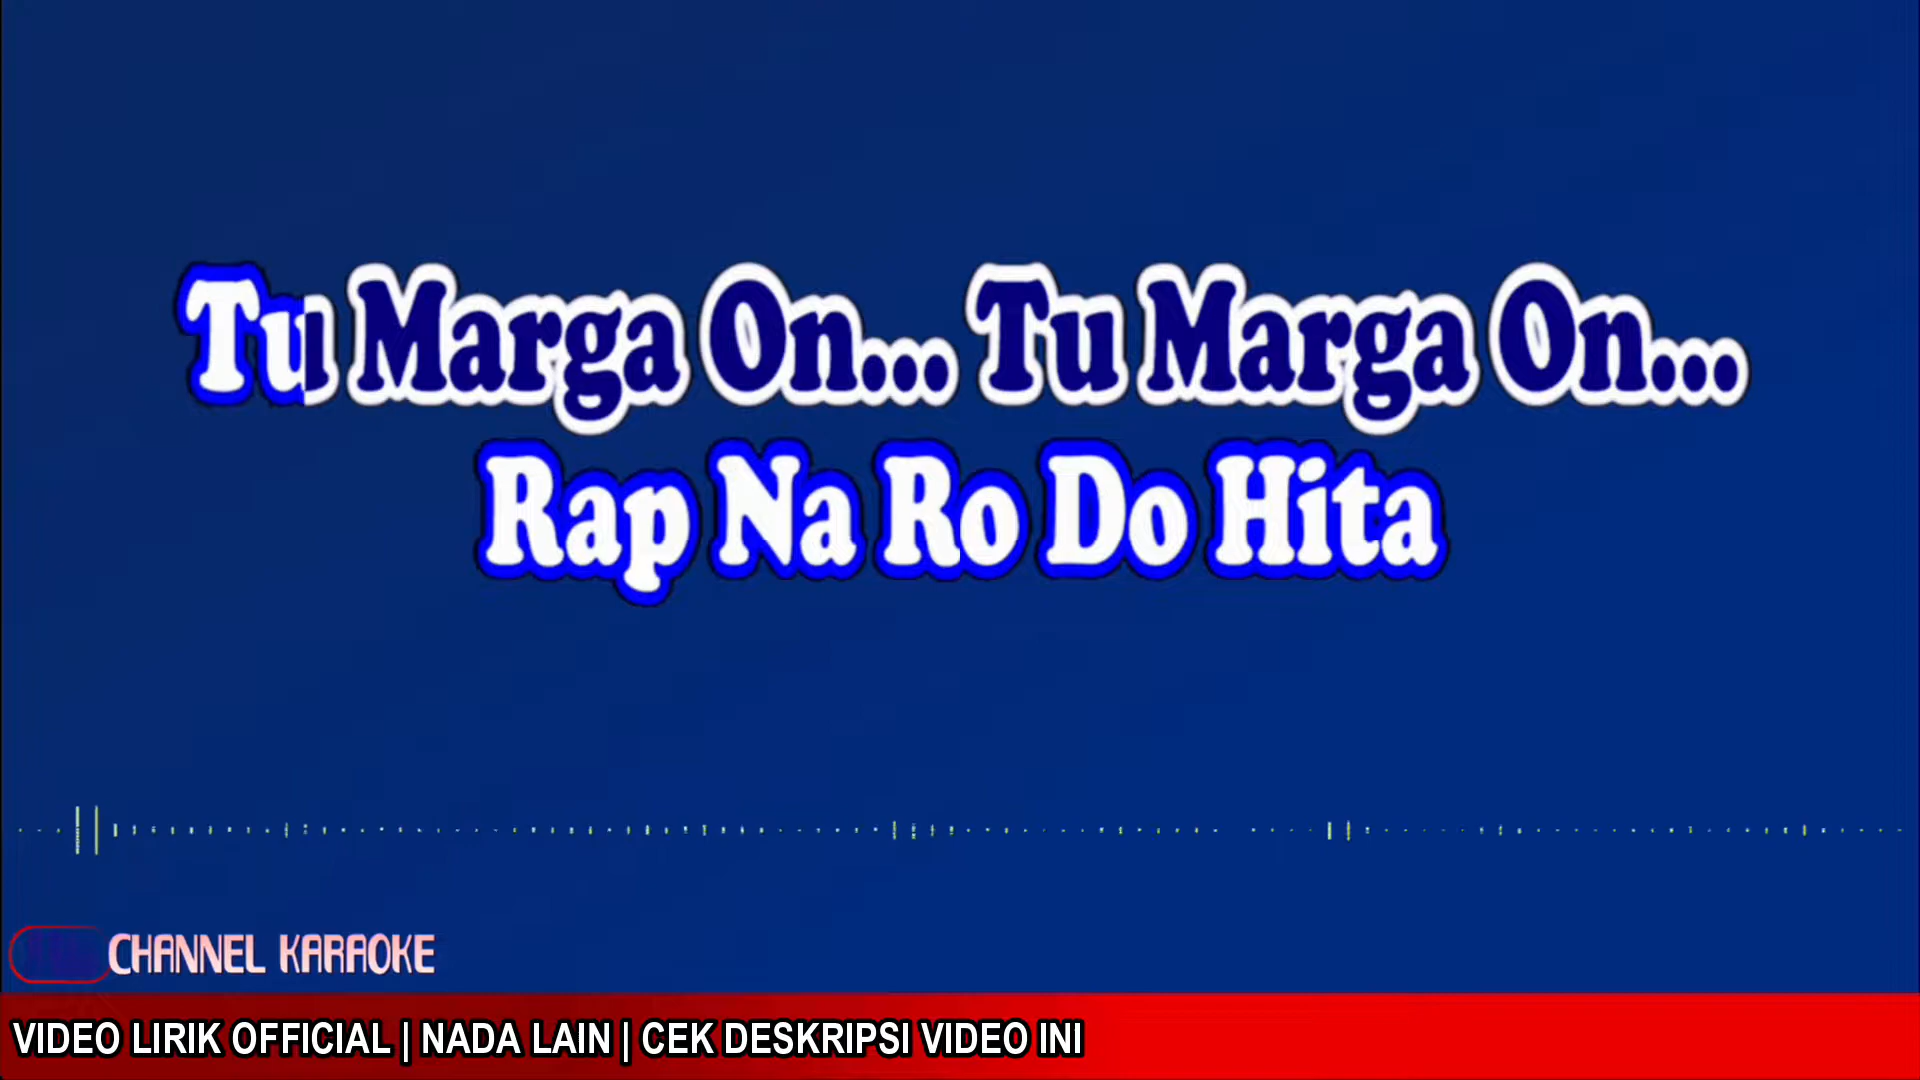 Tu Marga On... Tu Marga On...
Rap Na Ro Do Hita
CHANNEL KARAOKE
VIDEO LIRIK OFFICIAL | NADA LAIN | CEK DESKRIPSI VIDEO INI